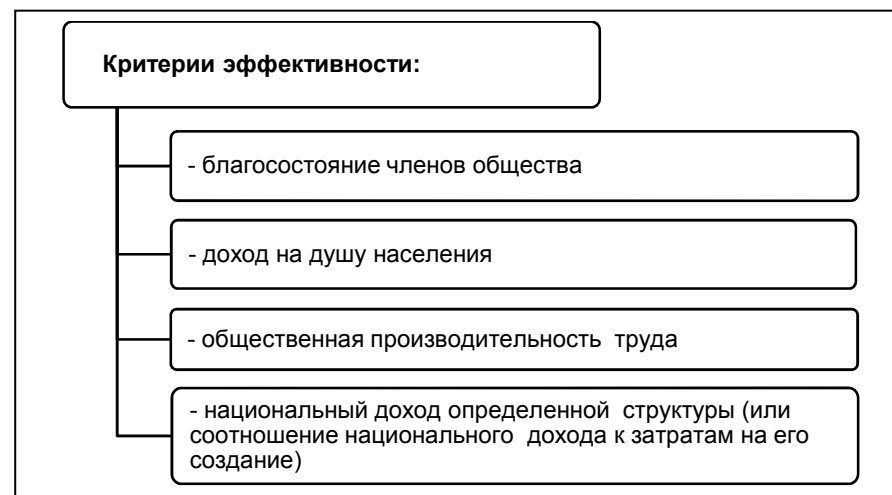 Критерии эффективности:
- благосостояние членов общества
- доход на душу населения
- общественная производительность труда
- национальный доход определенной структуры (или
соотношение национального дохода к затратам на его
создание)